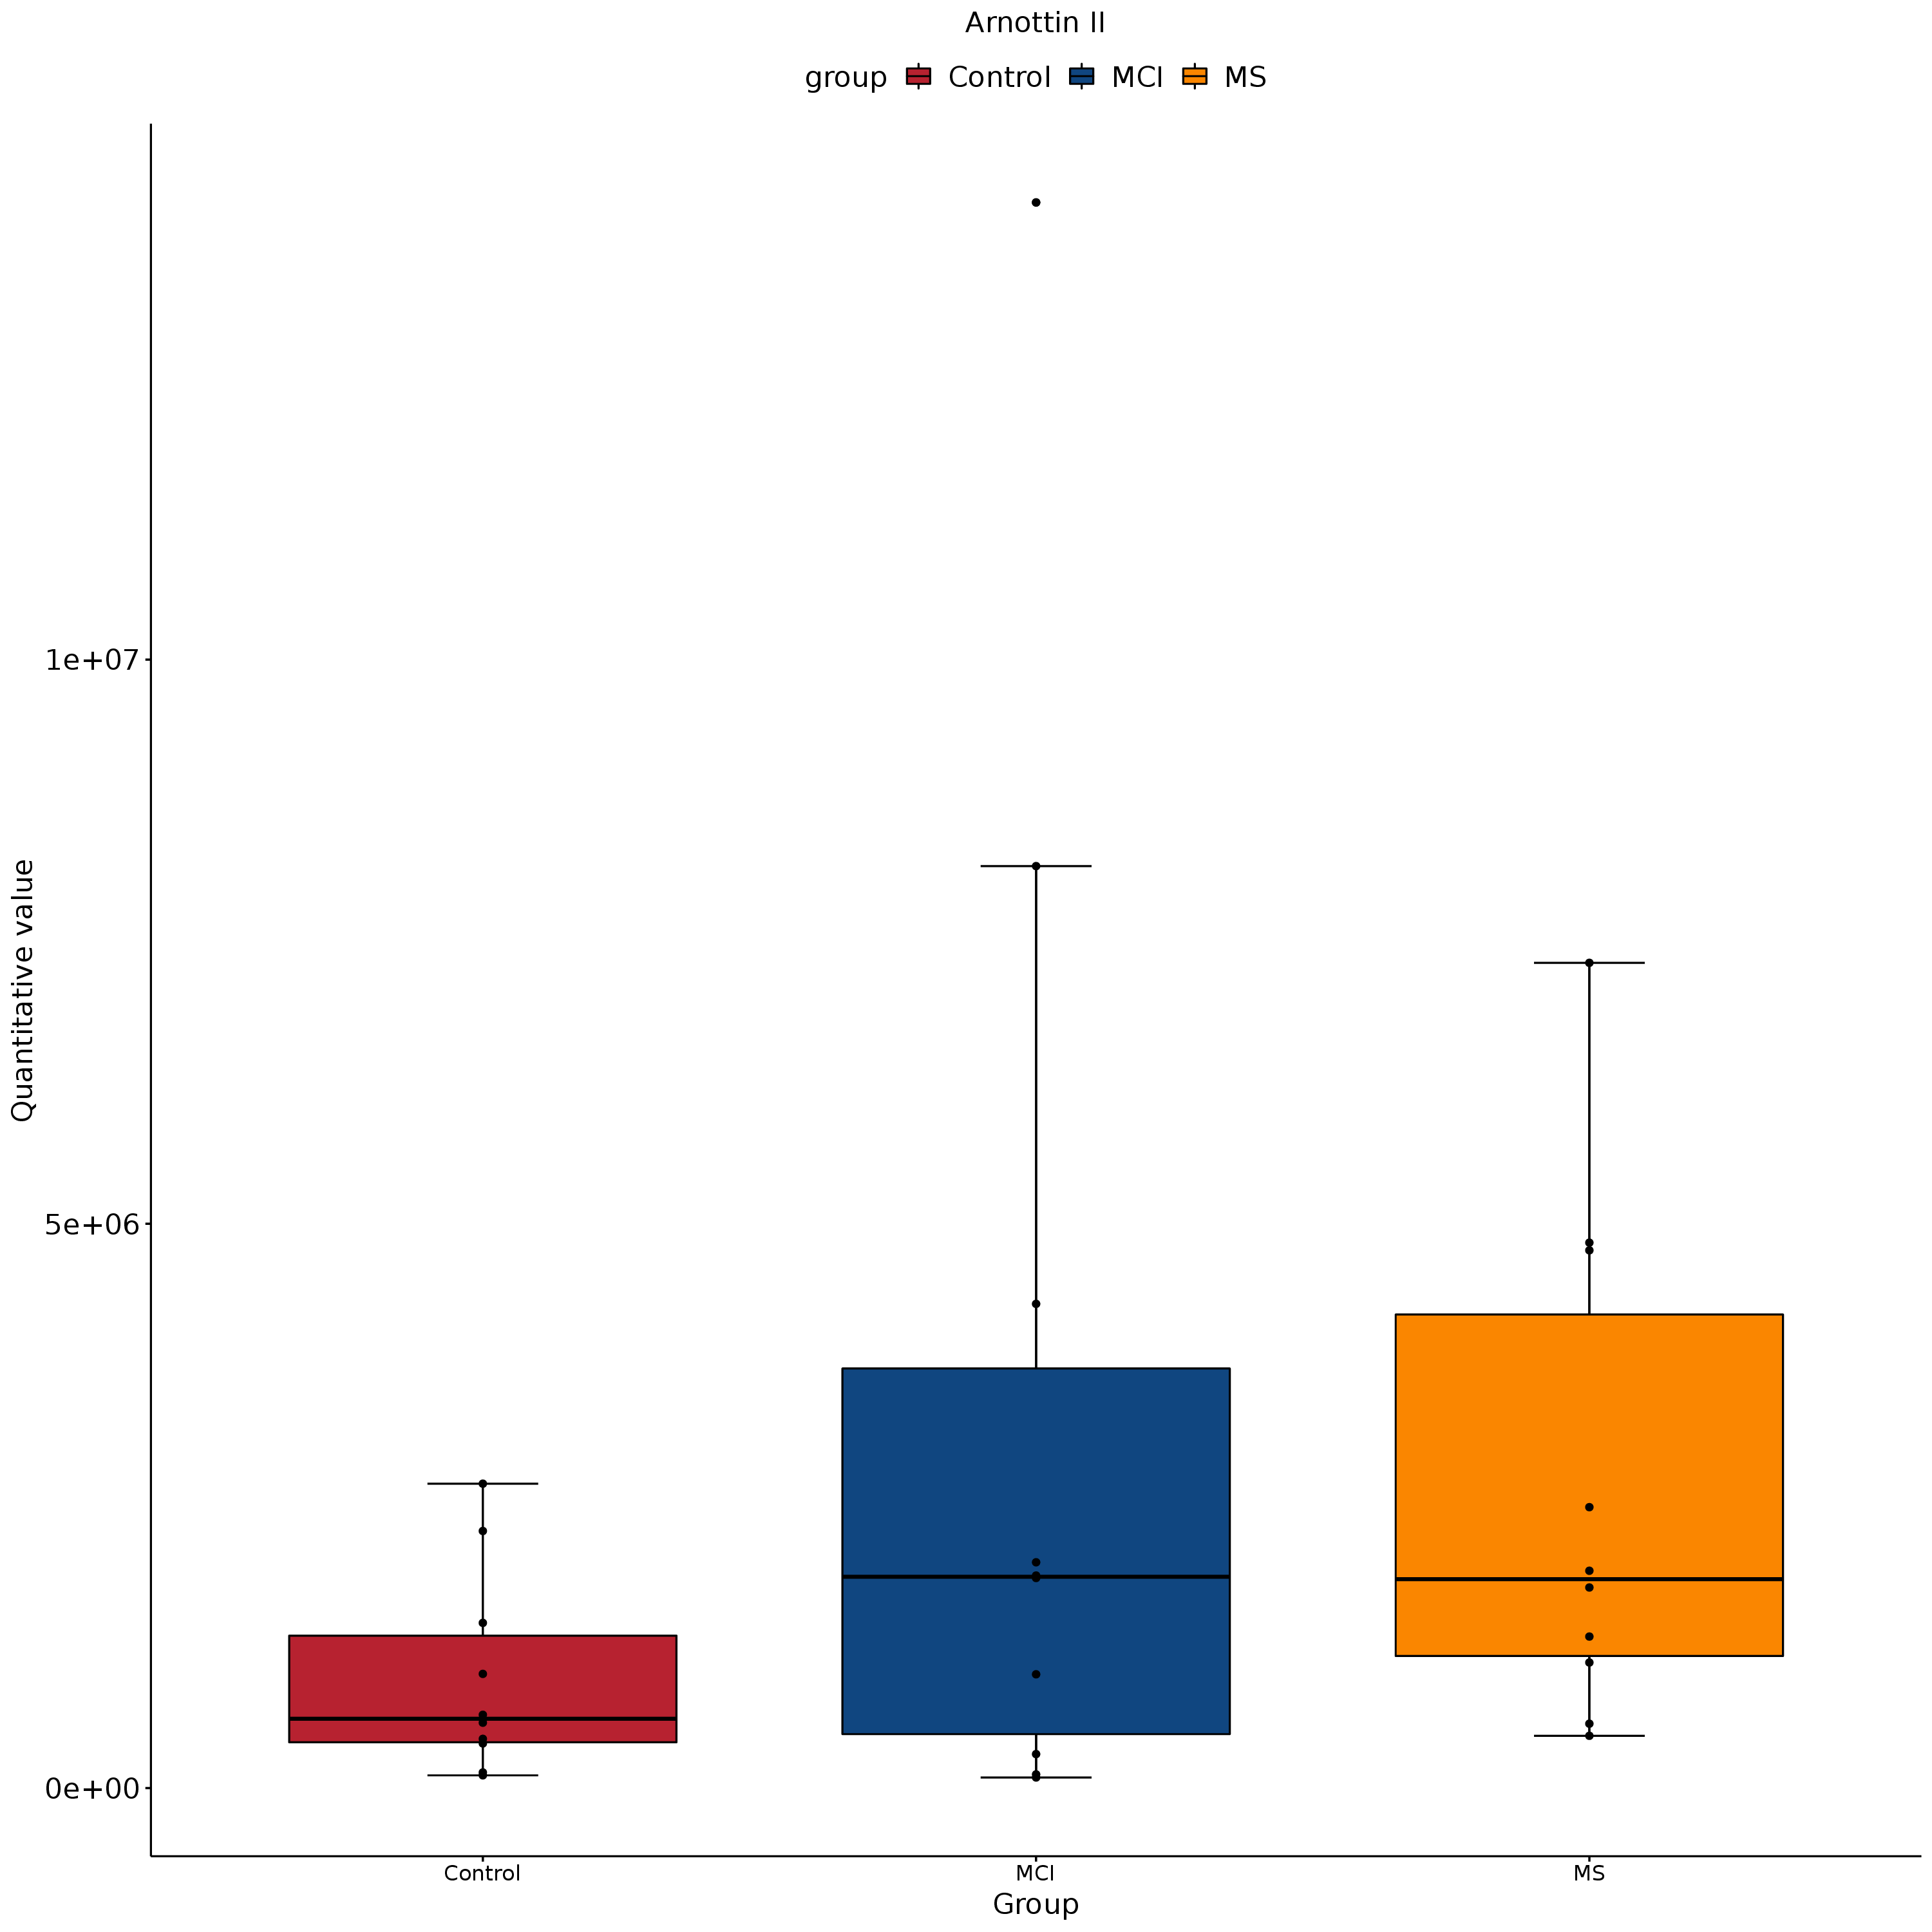 Arnottin II
group Control MCI MS
Quantitative value
1e+07
5e+06
0e+00
Control MCI MS
Group